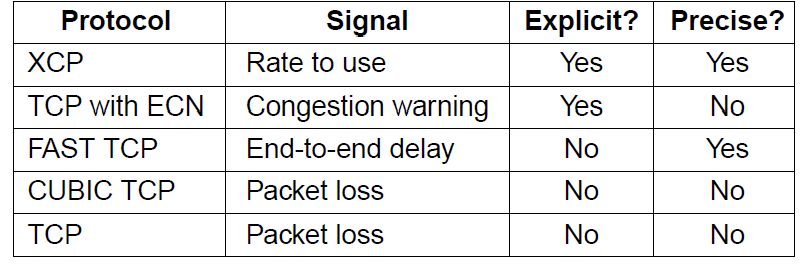 Protocol Signal Explicit? Precise?
XCP Rate to use Yes Yes
TCP with ECN Congestion warning Yes No
FAST TCP End-to-end delay No Yes
CUBIC TCP Packet loss No No
TCP Packet loss No No